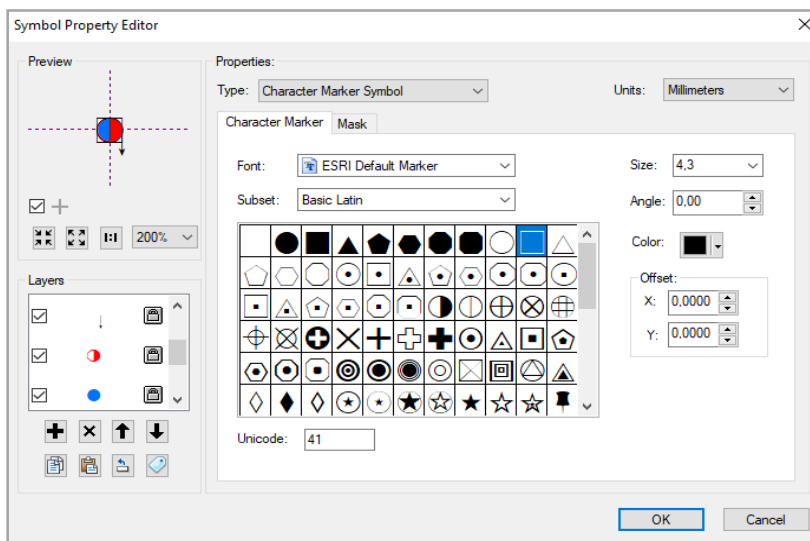 Symbol Property Editor
Preview
Properties:
Type: Character Marker Symbol
Units: Millimeters
Character Marker
Mask
Font: ESRI Default Marker
Size: 4,3
Subset: Basic Latin
Angle: 0,00
Color:
Offset:
X: 0,0000
Y: 0,0000
1:1
200%
Layers
Unicode: 41
OK
Cancel